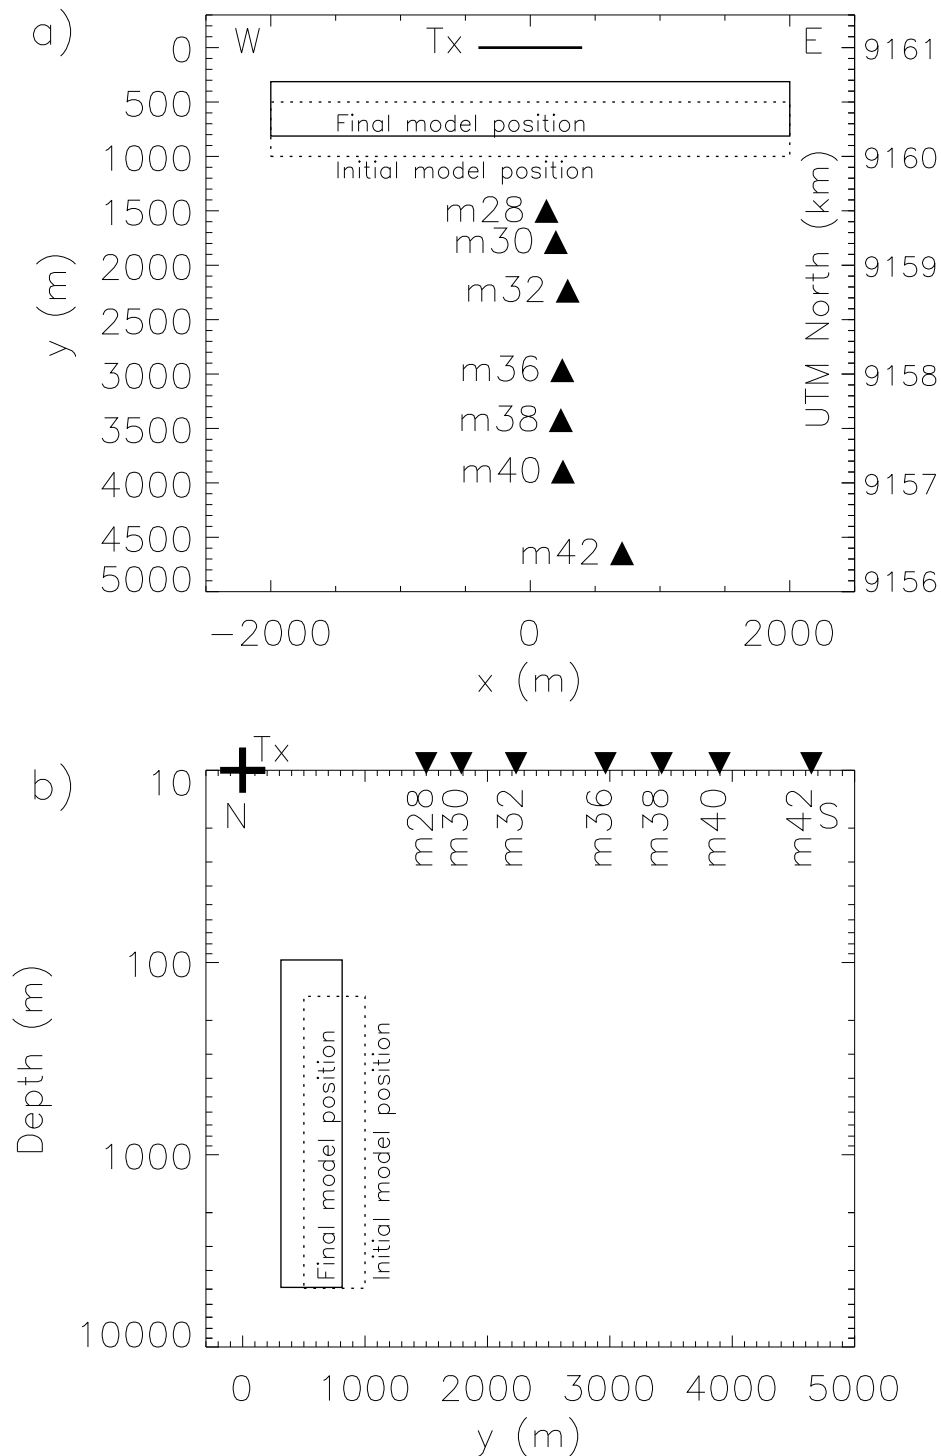 a)
W Tx E
0 9161
500
Final model position
1000 9160
Initial model position
1500 m28
m30
2000 9159
m32
2500
3000 m36 9158
3500 m38
4000 m40 9157
4500 m42
5000 9156
y (m)
UTM North (km)
−2000 0 2000
x (m)
b)
Tx
10
N S
m28 m30 m32 m36 m38 m40 m42
100
1000
10000
Depth (m)
Final model position
Initial model position
0 1000 2000 3000 4000 5000
y (m)